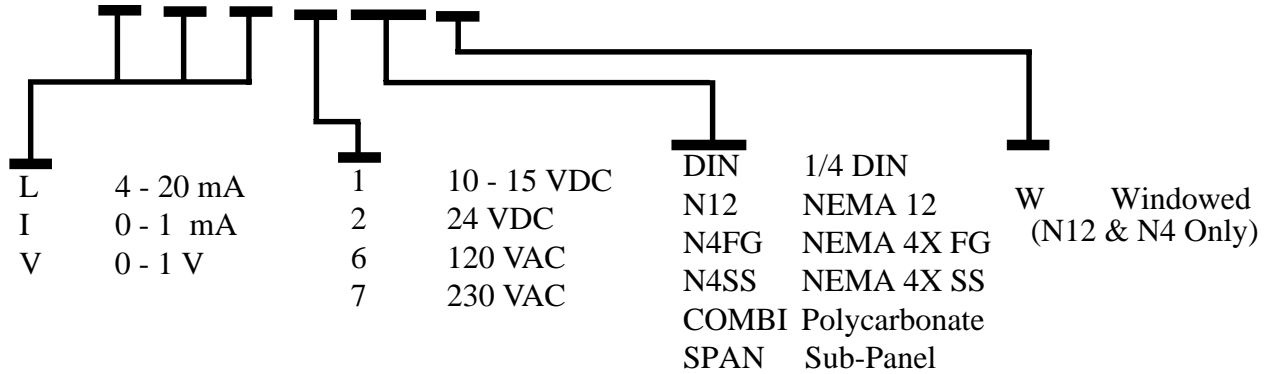 L 4 - 20 mA
I 0 - 1 mA
V 0 - 1 V
1 10 - 15 VDC
2 24 VDC
6 120 VAC
7 230 VAC
DIN 1/4 DIN
N12 NEMA 12
N4FG NEMA 4X FG
N4SS NEMA 4X SS
COMBI Polycarbonate
SPAN Sub-Panel
W Windowed
(N12 & N4 Only)